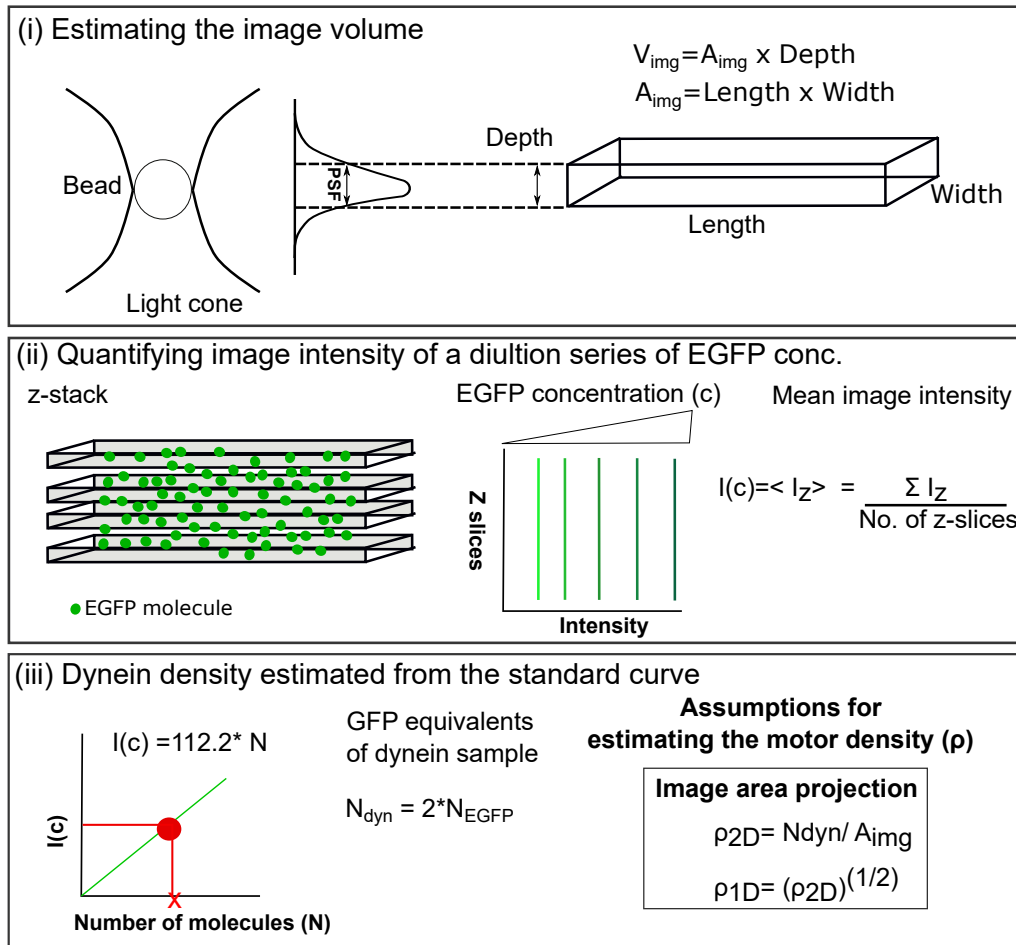 (i) Estimating the image volume
V_img=A_img x Depth
A_img=Length x Width
Depth
Bead
PSF
Width
Length
Light cone
(ii) Quantifying image intensity of a diultion series of EGFP conc.
z-stack
EGFP concentration (c)
Mean image intensity
Z slices
I(c)=< I_Z > = Σ I_Z
No. of z-slices
EGFP molecule
Intensity
(iii) Dynein density estimated from the standard curve
I(c) =112.2* N
I(c)
X
Number of molecules (N)
GFP equivalents
of dynein sample
N_dyn = 2*N_EGFP
Assumptions for
estimating the motor density (ρ)
Image area projection
ρ_2D= Ndyn/ A_img
ρ_1D= (ρ_2D)^(1/2)